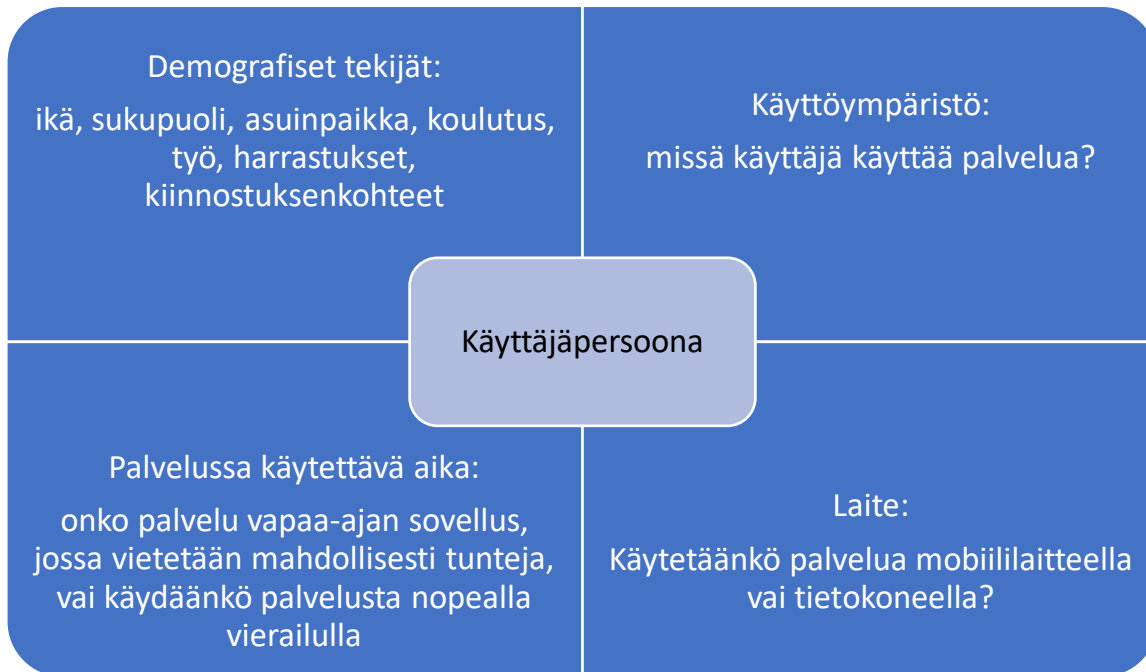 Demografiset tekijät:
ikä, sukupuoli, asuinpaikka, koulutus,
työ, harrastukset,
kiinnostuksenkohteet
Käyttöympäristö:
missä käyttäjä käyttää palvelua?
Käyttäjäpersoona
Palvelussa käytettävä aika:
onko palvelu vapaa-ajan sovellus,
jossa vietetään mahdollisesti tunteja,
vai käydäänkö palvelusta nopealla
vierailulla
Laite:
Käytetäänkö palvelua mobiililaitteella
vai tietokoneella?